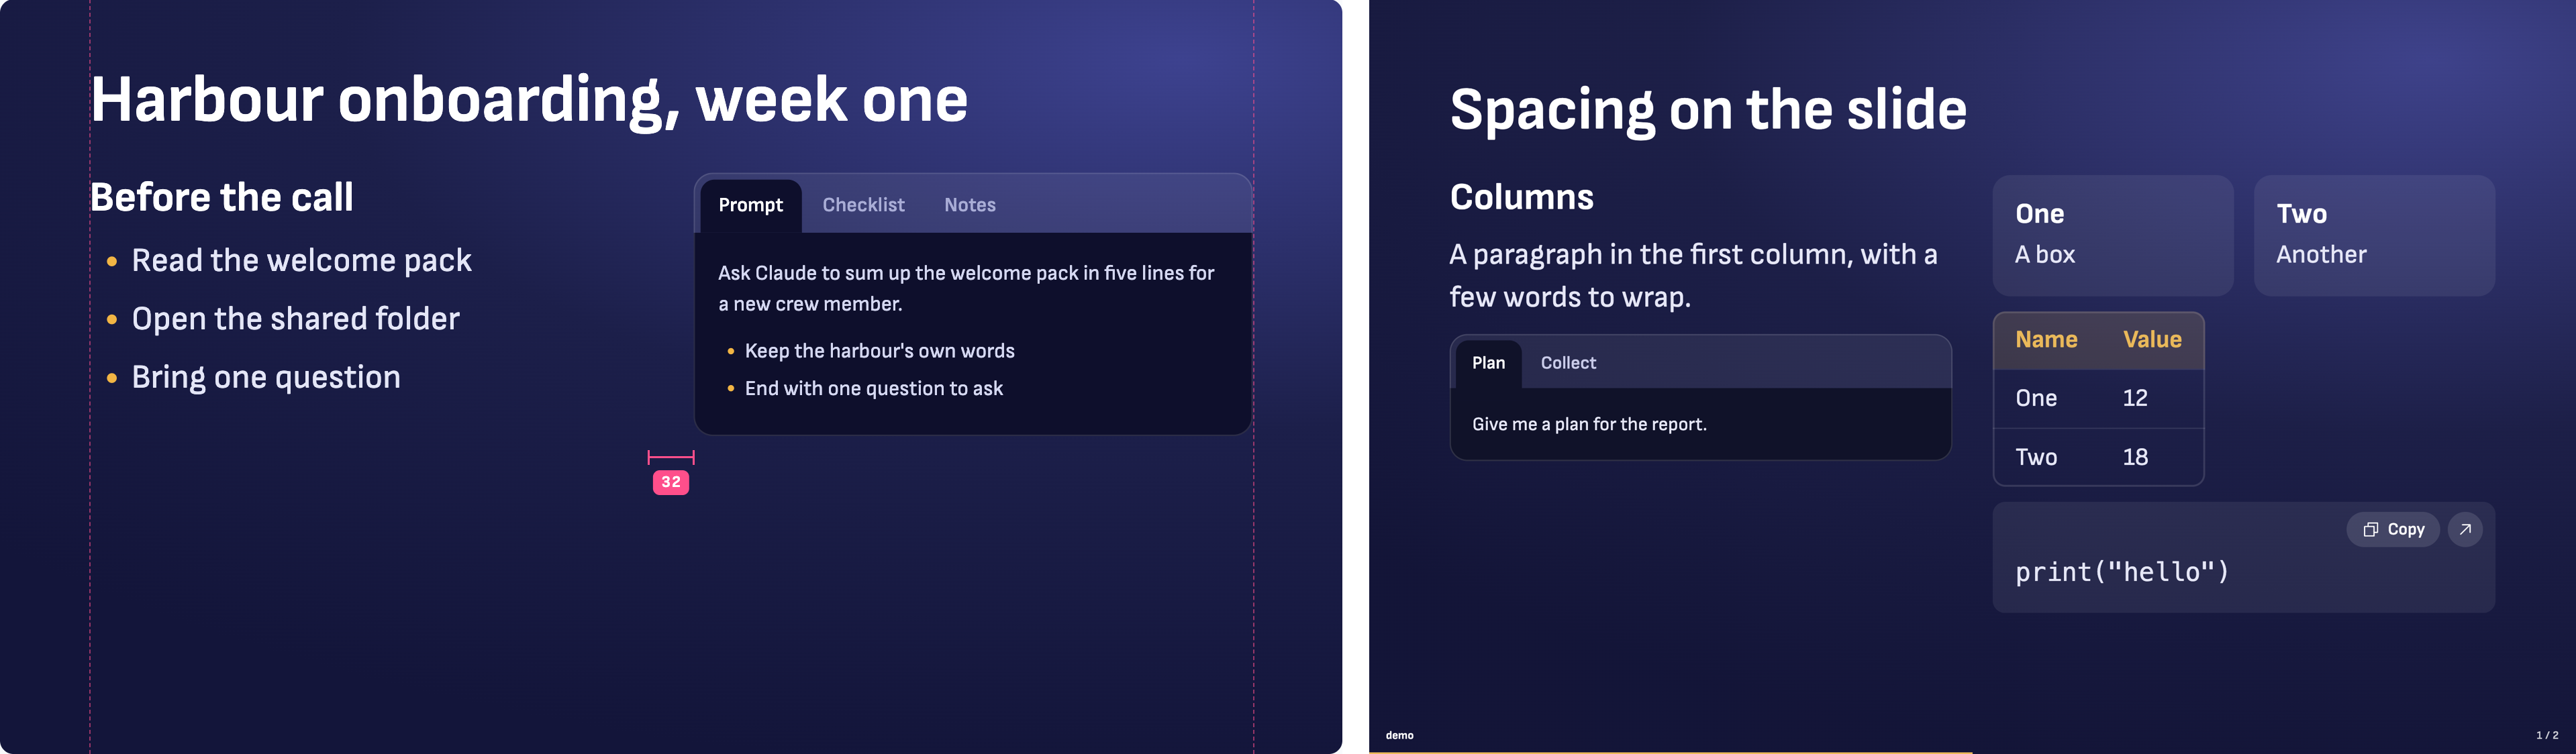 Harbour onboarding, week one
Before the call
Read the welcome pack
Open the shared folder
Bring one question
Prompt Checklist Notes
Ask Claude to sum up the welcome pack in five lines for
a new crew member.
Keep the harbour's own words
End with one question to ask
32
Spacing on the slide
Columns
A paragraph in the first column, with a
few words to wrap.
Plan Collect
Give me a plan for the report.
One
A box
Two
Another
Name Value
One 12
Two 18
Copy
print("hello")
demo
1 / 2